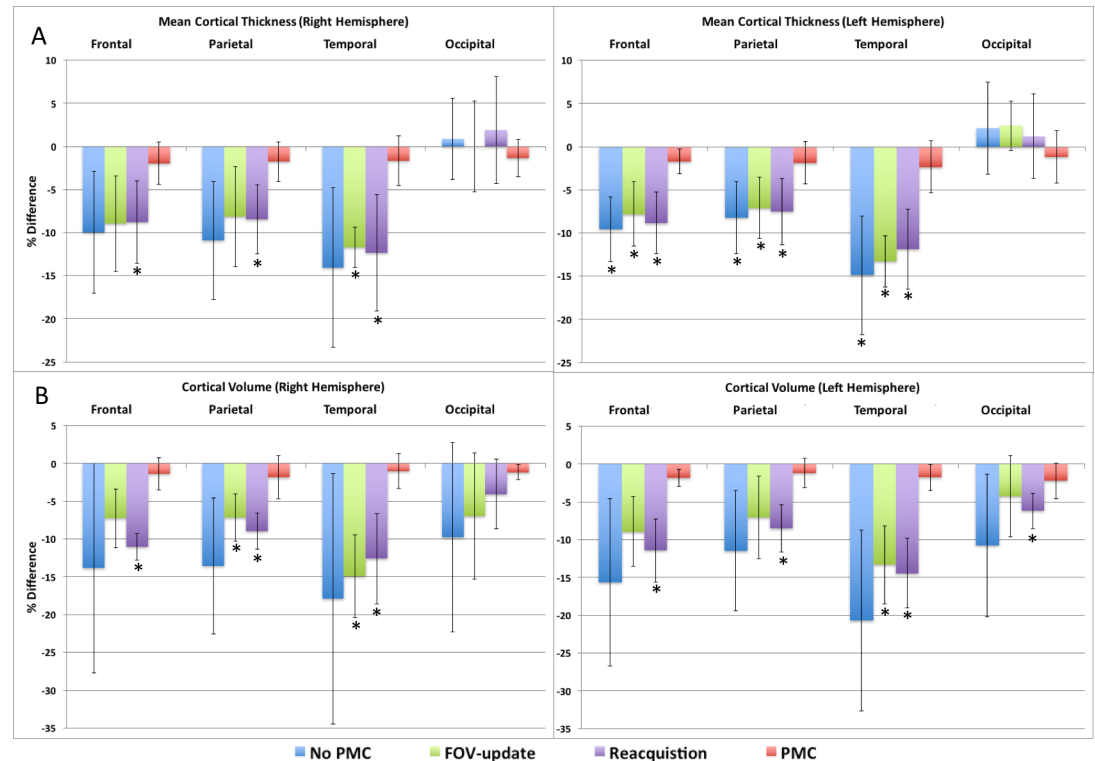 A
Mean Cortical Thickness (Right Hemisphere)
Frontal Parietal Temporal Occipital
10
5
0
-5
-10
-15
-20
-25
% Difference
* * * *
Mean Cortical Thickness (Left Hemisphere)
Frontal Parietal Temporal Occipital
10
5
0
-5
-10
-15
-20
-25
* * * * * * * * *
B
Cortical Volume (Right Hemisphere)
Frontal Parietal Temporal Occipital
5
0
-5
-10
-15
-20
-25
-30
-35
% Difference
* * * * *
Cortical Volume (Left Hemisphere)
Frontal Parietal Temporal Occipital
5
0
-5
-10
-15
-20
-25
-30
-35
* * * * *
No PMC FOV-update Reacquistion PMC